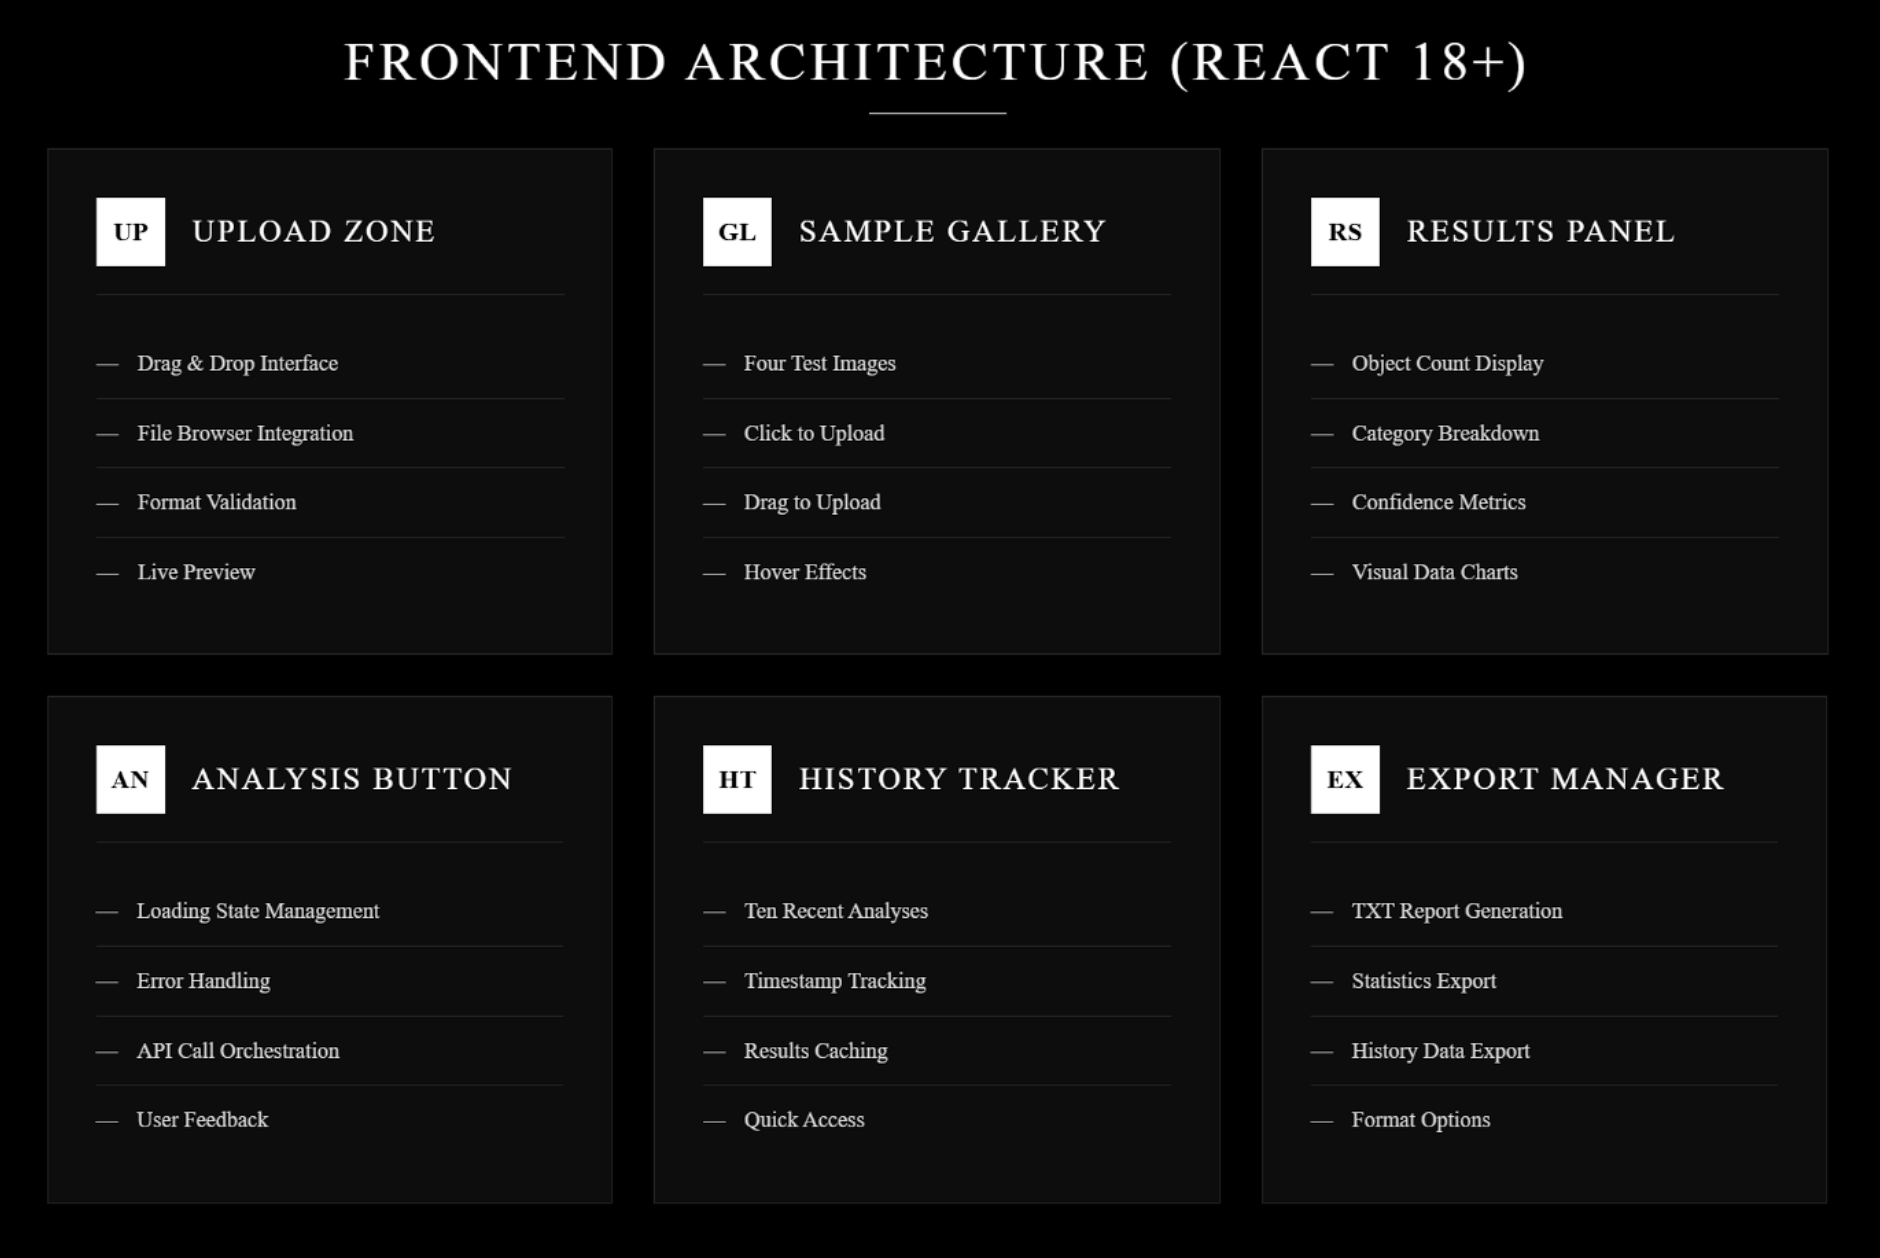 FRONTEND ARCHITECTURE (REACT 18+)
UP
UPLOAD ZONE
— Drag & Drop Interface
— File Browser Integration
— Format Validation
— Live Preview
GL
SAMPLE GALLERY
— Four Test Images
— Click to Upload
— Drag to Upload
— Hover Effects
RS
RESULTS PANEL
— Object Count Display
— Category Breakdown
— Confidence Metrics
— Visual Data Charts
AN
ANALYSIS BUTTON
— Loading State Management
— Error Handling
— API Call Orchestration
— User Feedback
HT
HISTORY TRACKER
— Ten Recent Analyses
— Timestamp Tracking
— Results Caching
— Quick Access
EX
EXPORT MANAGER
— TXT Report Generation
— Statistics Export
— History Data Export
— Format Options